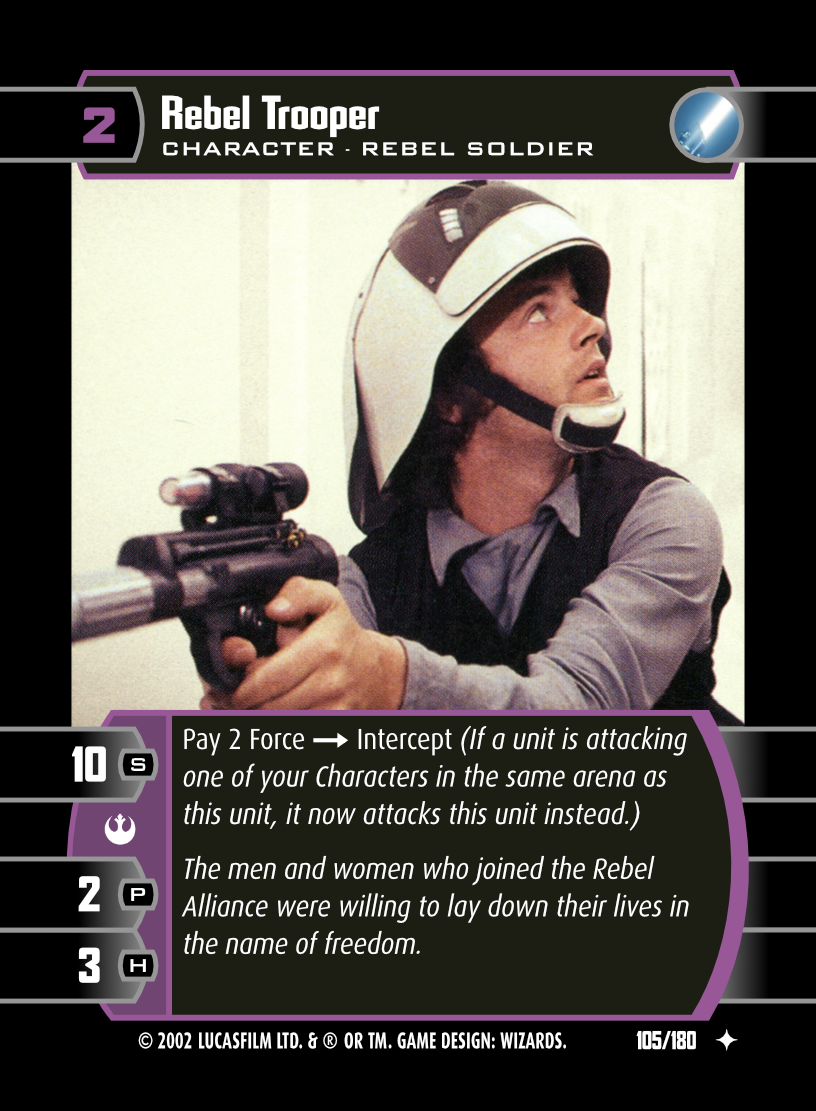 2
Rebel Trooper
CHARACTER - REBEL SOLDIER
10 S
Pay 2 Force → Intercept (If a unit is attacking
one of your Characters in the same arena as
this unit, it now attacks this unit instead.)
2 P
The men and women who joined the Rebel
Alliance were willing to lay down their lives in
the name of freedom.
3 H
© 2002 LUCASFILM LTD. & ® OR TM. GAME DESIGN: WIZARDS.
105/180